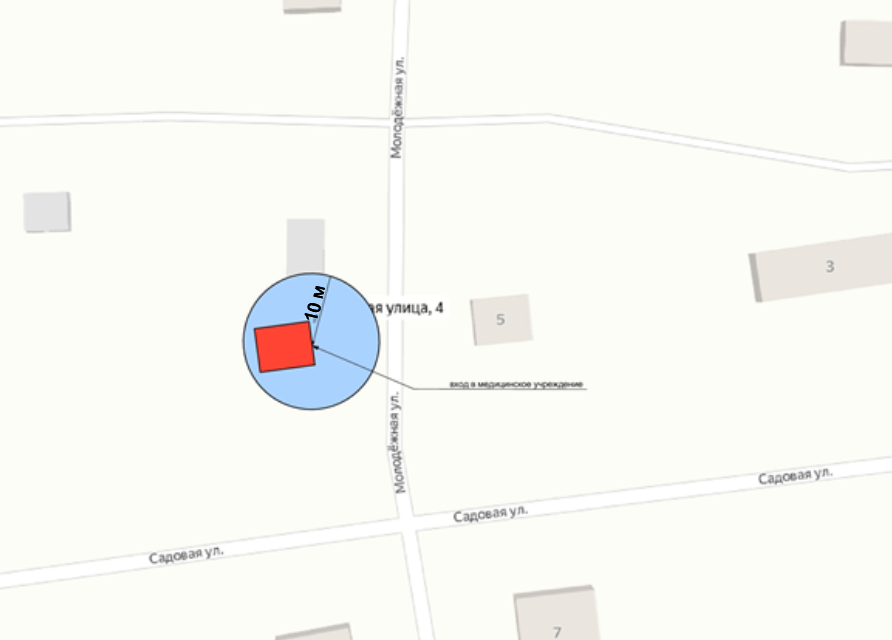 Молодёжная ул.
3
10 м
ая улица, 4
5
вход в медицинское учреждение
Молодёжная ул.
Садовая ул.
Садовая ул.
Садовая ул.
7